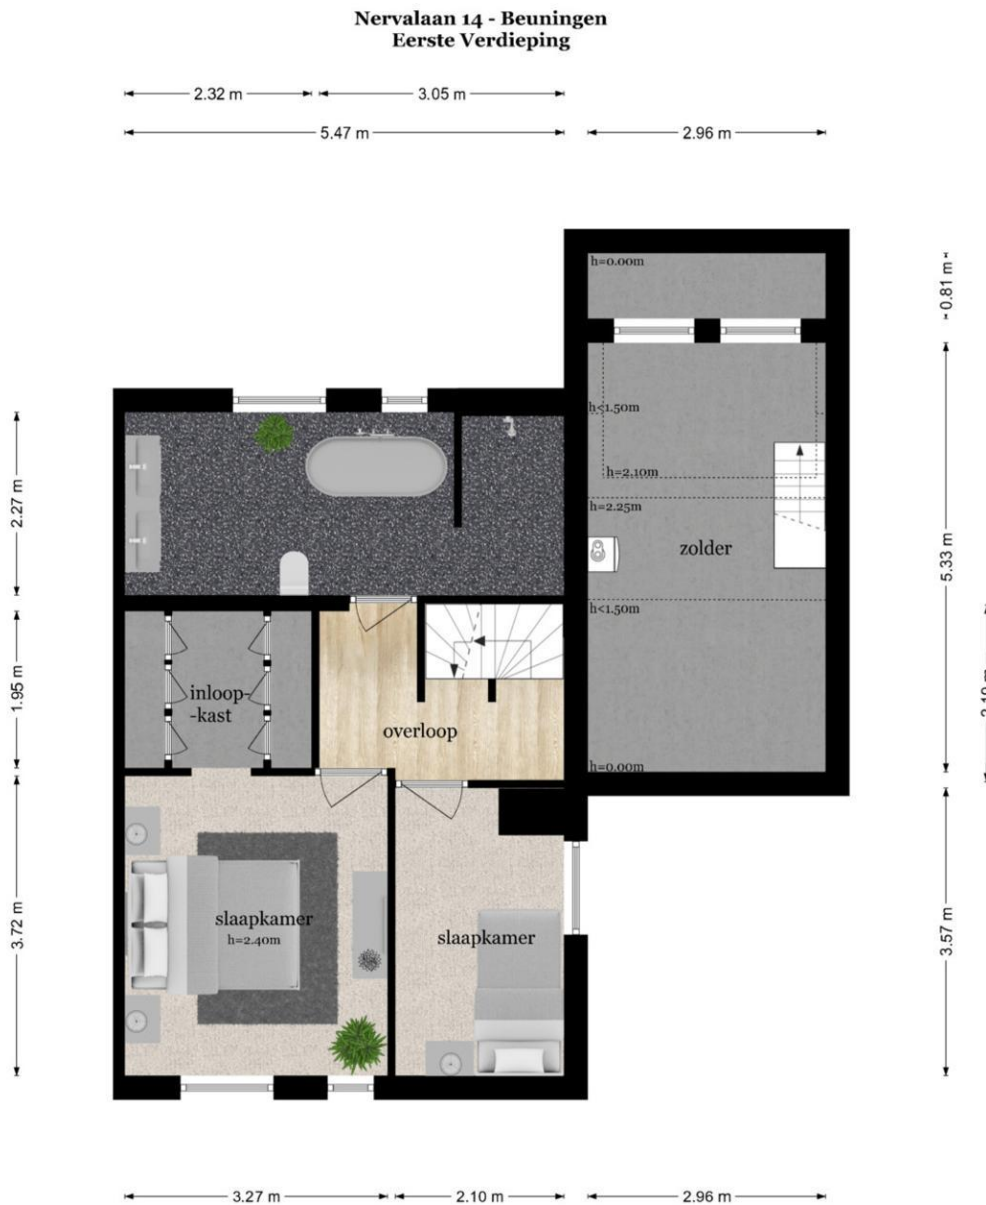 Nervalaan 14 - Beuningen
Eerste Verdieping
2.32 m
3.05 m
5.47 m
2.96 m
h=0.00m
0.81 m
h<1.50m
h=2.10m
h=2.25m
zolder
h<1.50m
h=0.00m
5.33 m
2.27 m
1.95 m
inloop-
-kast
overloop
slaapkamer
h=2.40m
slaapkamer
3.72 m
3.57 m
3.27 m
2.10 m
2.96 m